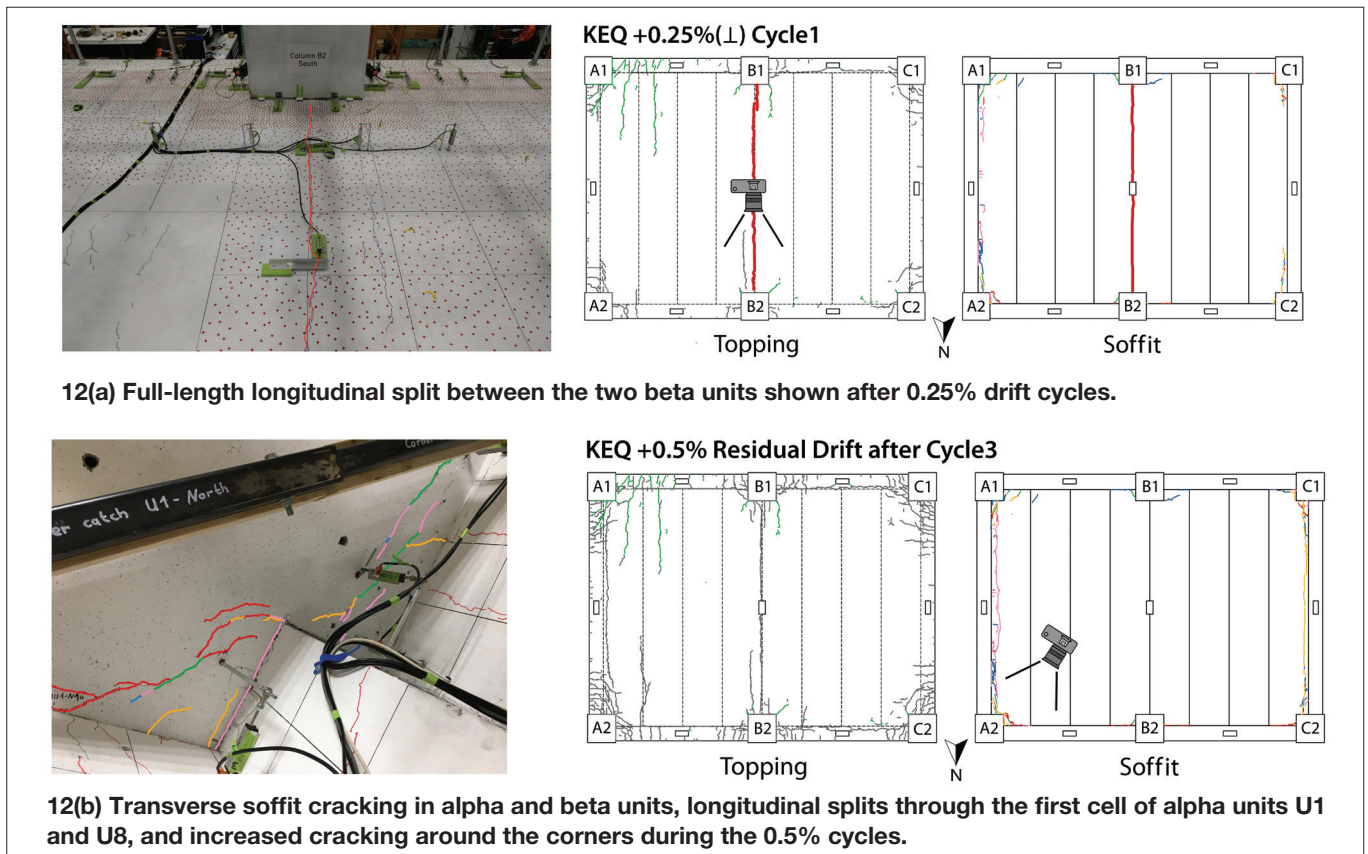 Column B2
South
KEQ +0.25%(⊥) Cycle1
A1
B1
C1
A2
B2
C2
Topping
N
A1
B1
C1
A2
B2
C2
Soffit
12(a) Full-length longitudinal split between the two beta units shown after 0.25% drift cycles.
Corne
er catch U1-North
U1-N4a
KEQ +0.5% Residual Drift after Cycle3
A1
B1
C1
A2
B2
C2
Topping
N
A1
B1
C1
A2
B2
C2
Soffit
12(b) Transverse soffit cracking in alpha and beta units, longitudinal splits through the first cell of alpha units U1
and U8, and increased cracking around the corners during the 0.5% cycles.